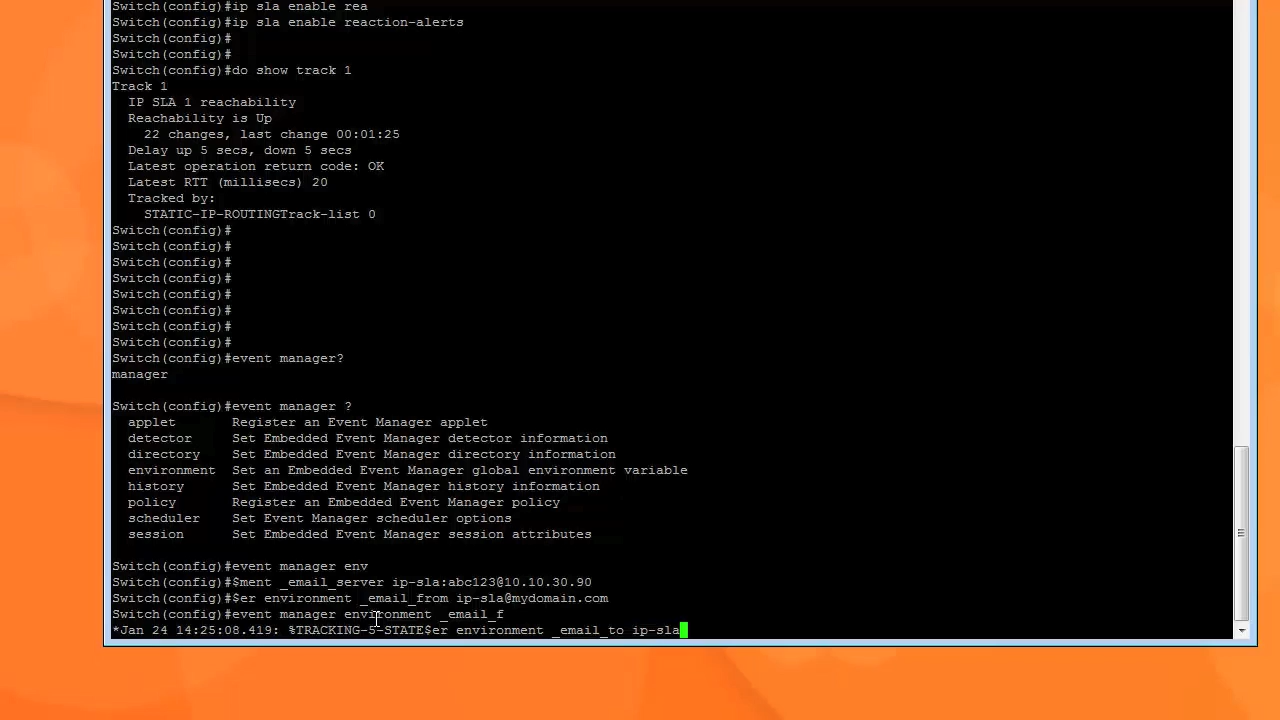 Switch(config)#ip sla enable rea
Switch(config)#ip sla enable reaction-alerts
Switch(config)#
Switch(config)#
Switch(config)#do show track 1
Track 1
  IP SLA 1 reachability
  Reachability is Up
    22 changes, last change 00:01:25
  Delay up 5 secs, down 5 secs
  Latest operation return code: OK
  Latest RTT (millisecs) 20
  Tracked by:
    STATIC-IP-ROUTINGTrack-list 0
Switch(config)#
Switch(config)#
Switch(config)#
Switch(config)#
Switch(config)#
Switch(config)#
Switch(config)#
Switch(config)#
Switch(config)#event manager?
manager

Switch(config)#event manager ?
  applet       Register an Event Manager applet
  detector     Set Embedded Event Manager detector information
  directory    Set Embedded Event Manager directory information
  environment  Set an Embedded Event Manager global environment variable
  history      Set Embedded Event Manager history information
  policy       Register an Embedded Event Manager policy
  scheduler    Set Event Manager scheduler options
  session      Set Embedded Event Manager session attributes

Switch(config)#event manager env
Switch(config)#$ment _email_server ip-sla:abc123@10.10.30.90
Switch(config)#$er environment _email_from ip-sla@mydomain.com
Switch(config)#event manager environment _email_f
*Jan 24 14:25:08.419: %TRACKING-5-STATE$er environment _email_to ip-sla